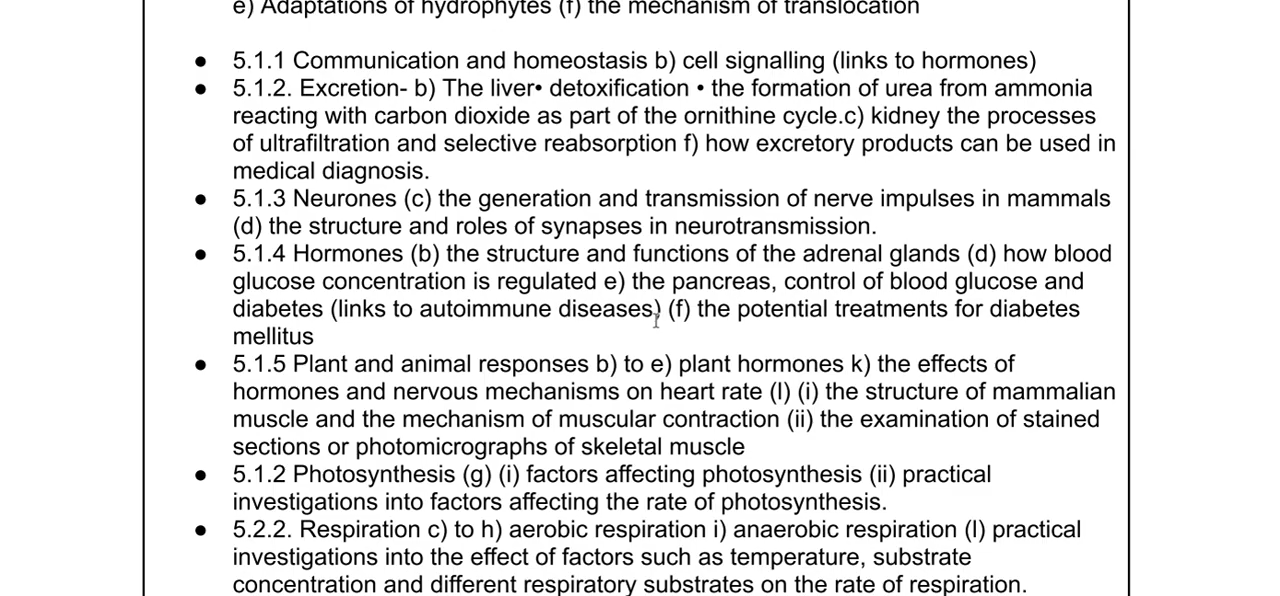 e) Adaptations of hydrophytes (f) the mechanism of translocation
● 5.1.1 Communication and homeostasis b) cell signalling (links to hormones)
● 5.1.2. Excretion- b) The liver• detoxification • the formation of urea from ammonia
reacting with carbon dioxide as part of the ornithine cycle.c) kidney the processes
of ultrafiltration and selective reabsorption f) how excretory products can be used in
medical diagnosis.
● 5.1.3 Neurones (c) the generation and transmission of nerve impulses in mammals
(d) the structure and roles of synapses in neurotransmission.
● 5.1.4 Hormones (b) the structure and functions of the adrenal glands (d) how blood
glucose concentration is regulated e) the pancreas, control of blood glucose and
diabetes (links to autoimmune diseases) (f) the potential treatments for diabetes
mellitus
● 5.1.5 Plant and animal responses b) to e) plant hormones k) the effects of
hormones and nervous mechanisms on heart rate (l) (i) the structure of mammalian
muscle and the mechanism of muscular contraction (ii) the examination of stained
sections or photomicrographs of skeletal muscle
● 5.1.2 Photosynthesis (g) (i) factors affecting photosynthesis (ii) practical
investigations into factors affecting the rate of photosynthesis.
● 5.2.2. Respiration c) to h) aerobic respiration i) anaerobic respiration (l) practical
investigations into the effect of factors such as temperature, substrate
concentration and different respiratory substrates on the rate of respiration.